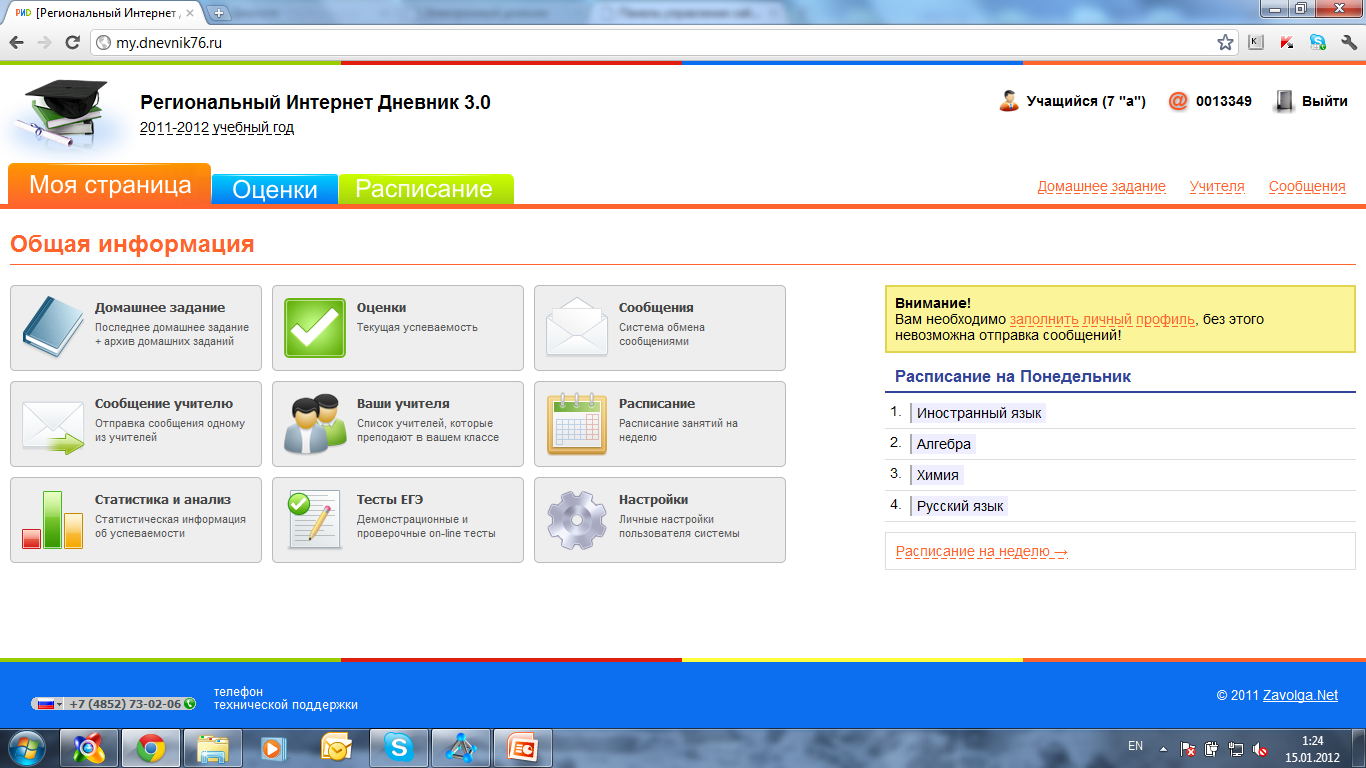 [Региональный Интернет
my.dnevnik76.ru
Региональный Интернет Дневник 3.0
2011-2012 учебный год
Учащийся (7 "а")
0013349
Выйти
Моя страница
Оценки
Расписание
Домашнее задание
Учителя
Сообщения
Общая информация
Домашнее задание
Последнее домашнее задание
+ архив домашних заданий
Оценки
Текущая успеваемость
Сообщения
Система обмена
сообщениями
Сообщение учителю
Отправка сообщения одному
из учителей
Ваши учителя
Список учителей, которые
преподают в вашем классе
Расписание
Расписание занятий на
неделю
Статистика и анализ
Статистическая информация
об успеваемости
Тесты ЕГЭ
Демонстрационные и
проверочные on-line тесты
Настройки
Личные настройки
пользователя системы
Внимание!
Вам необходимо заполнить личный профиль, без этого
невозможна отправка сообщений!
Расписание на Понедельник
1. Иностранный язык
2. Алгебра
3. Химия
4. Русский язык
Расписание на неделю →
+7 (4852) 73-02-06
телефон
технической поддержки
© 2011 Zavolga.Net
EN
1:24
15.01.2012